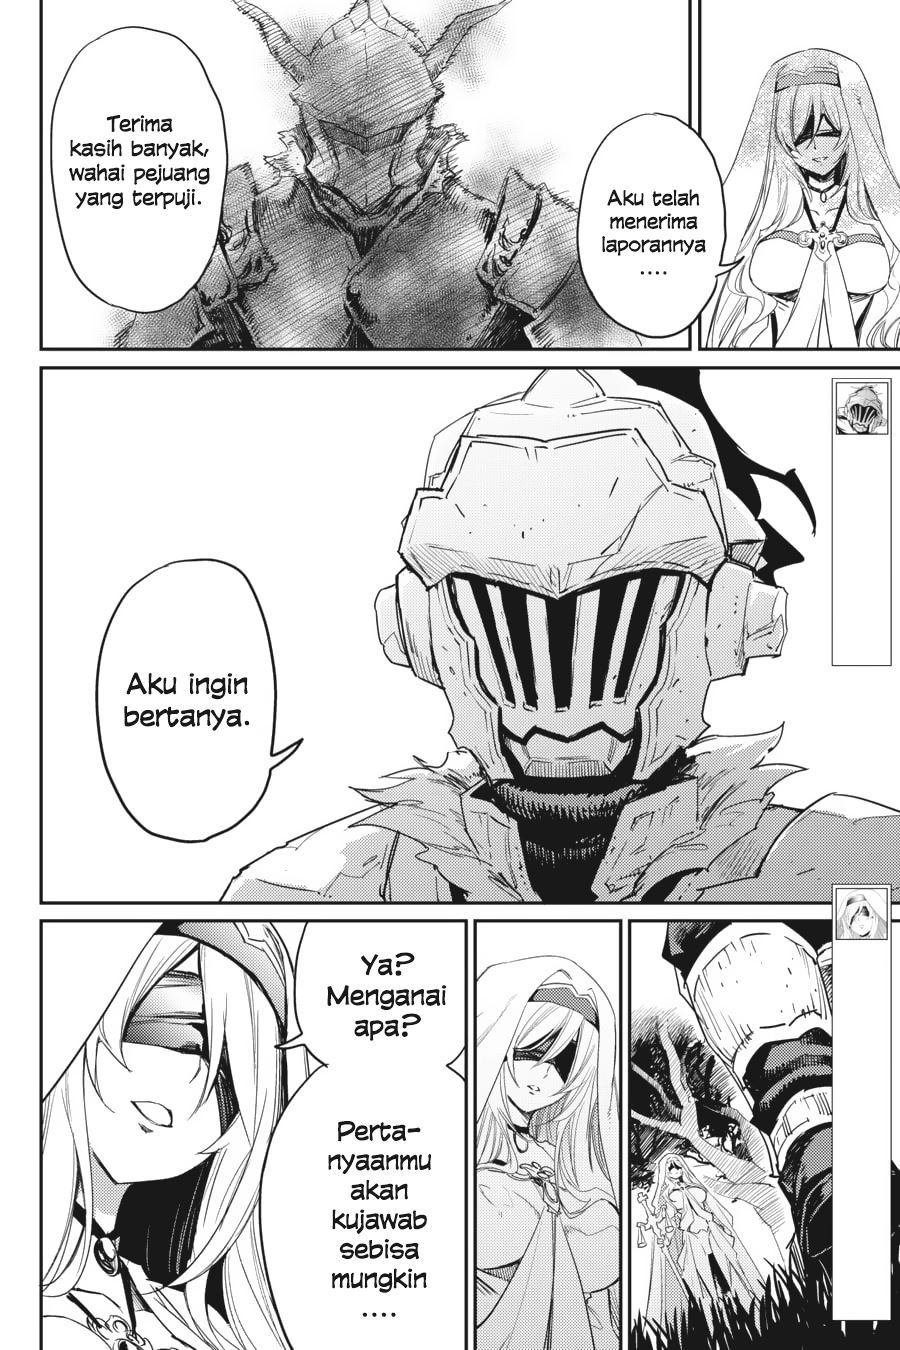 Aku telah
menerima
laporannya
....
Terima
kasih banyak,
wahai pejuang
yang terpuji.
Aku ingin
bertanya.
Ya?
Menganai
apa?
Perta-
nyaanmu
akan
kujawab
sebisa
mungkin
....